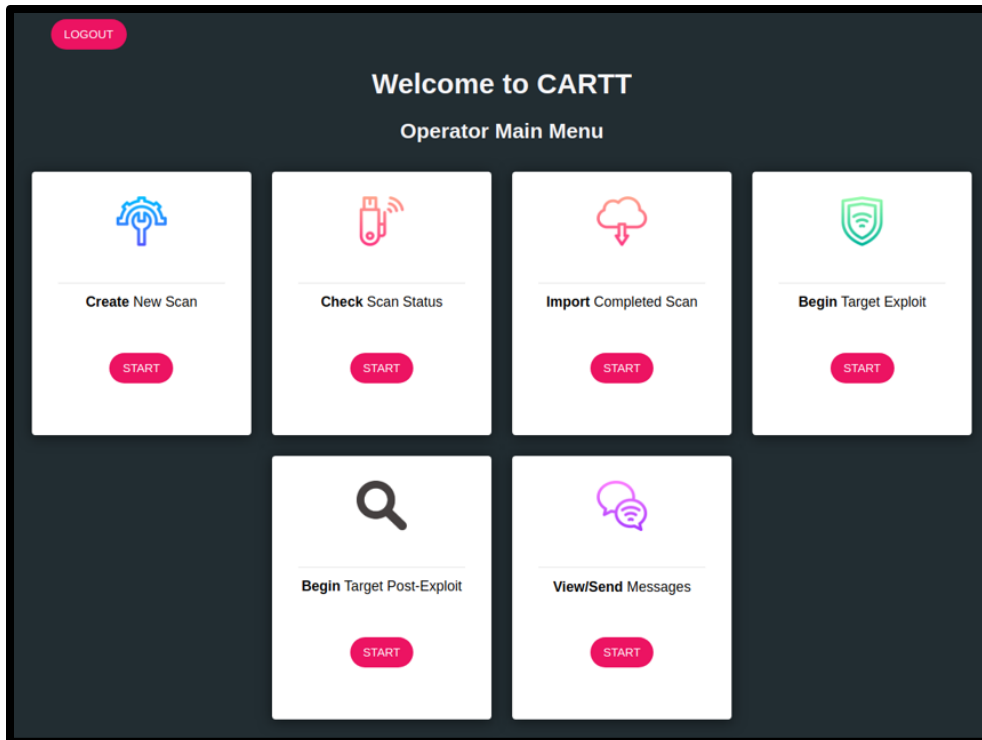 LOGOUT
Welcome to CARTT
Operator Main Menu
Create New Scan
Check Scan Status
Import Completed Scan
Begin Target Exploit
START
START
START
START
Begin Target Post-Exploit
View/Send Messages
START
START